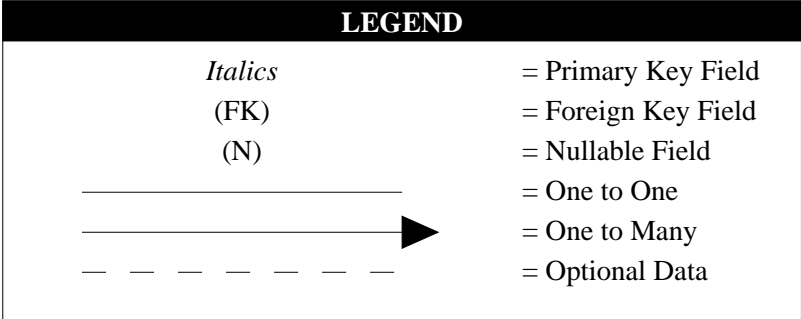 LEGEND
Italics = Primary Key Field
(FK) = Foreign Key Field
(N) = Nullable Field
= One to One
= One to Many
= Optional Data